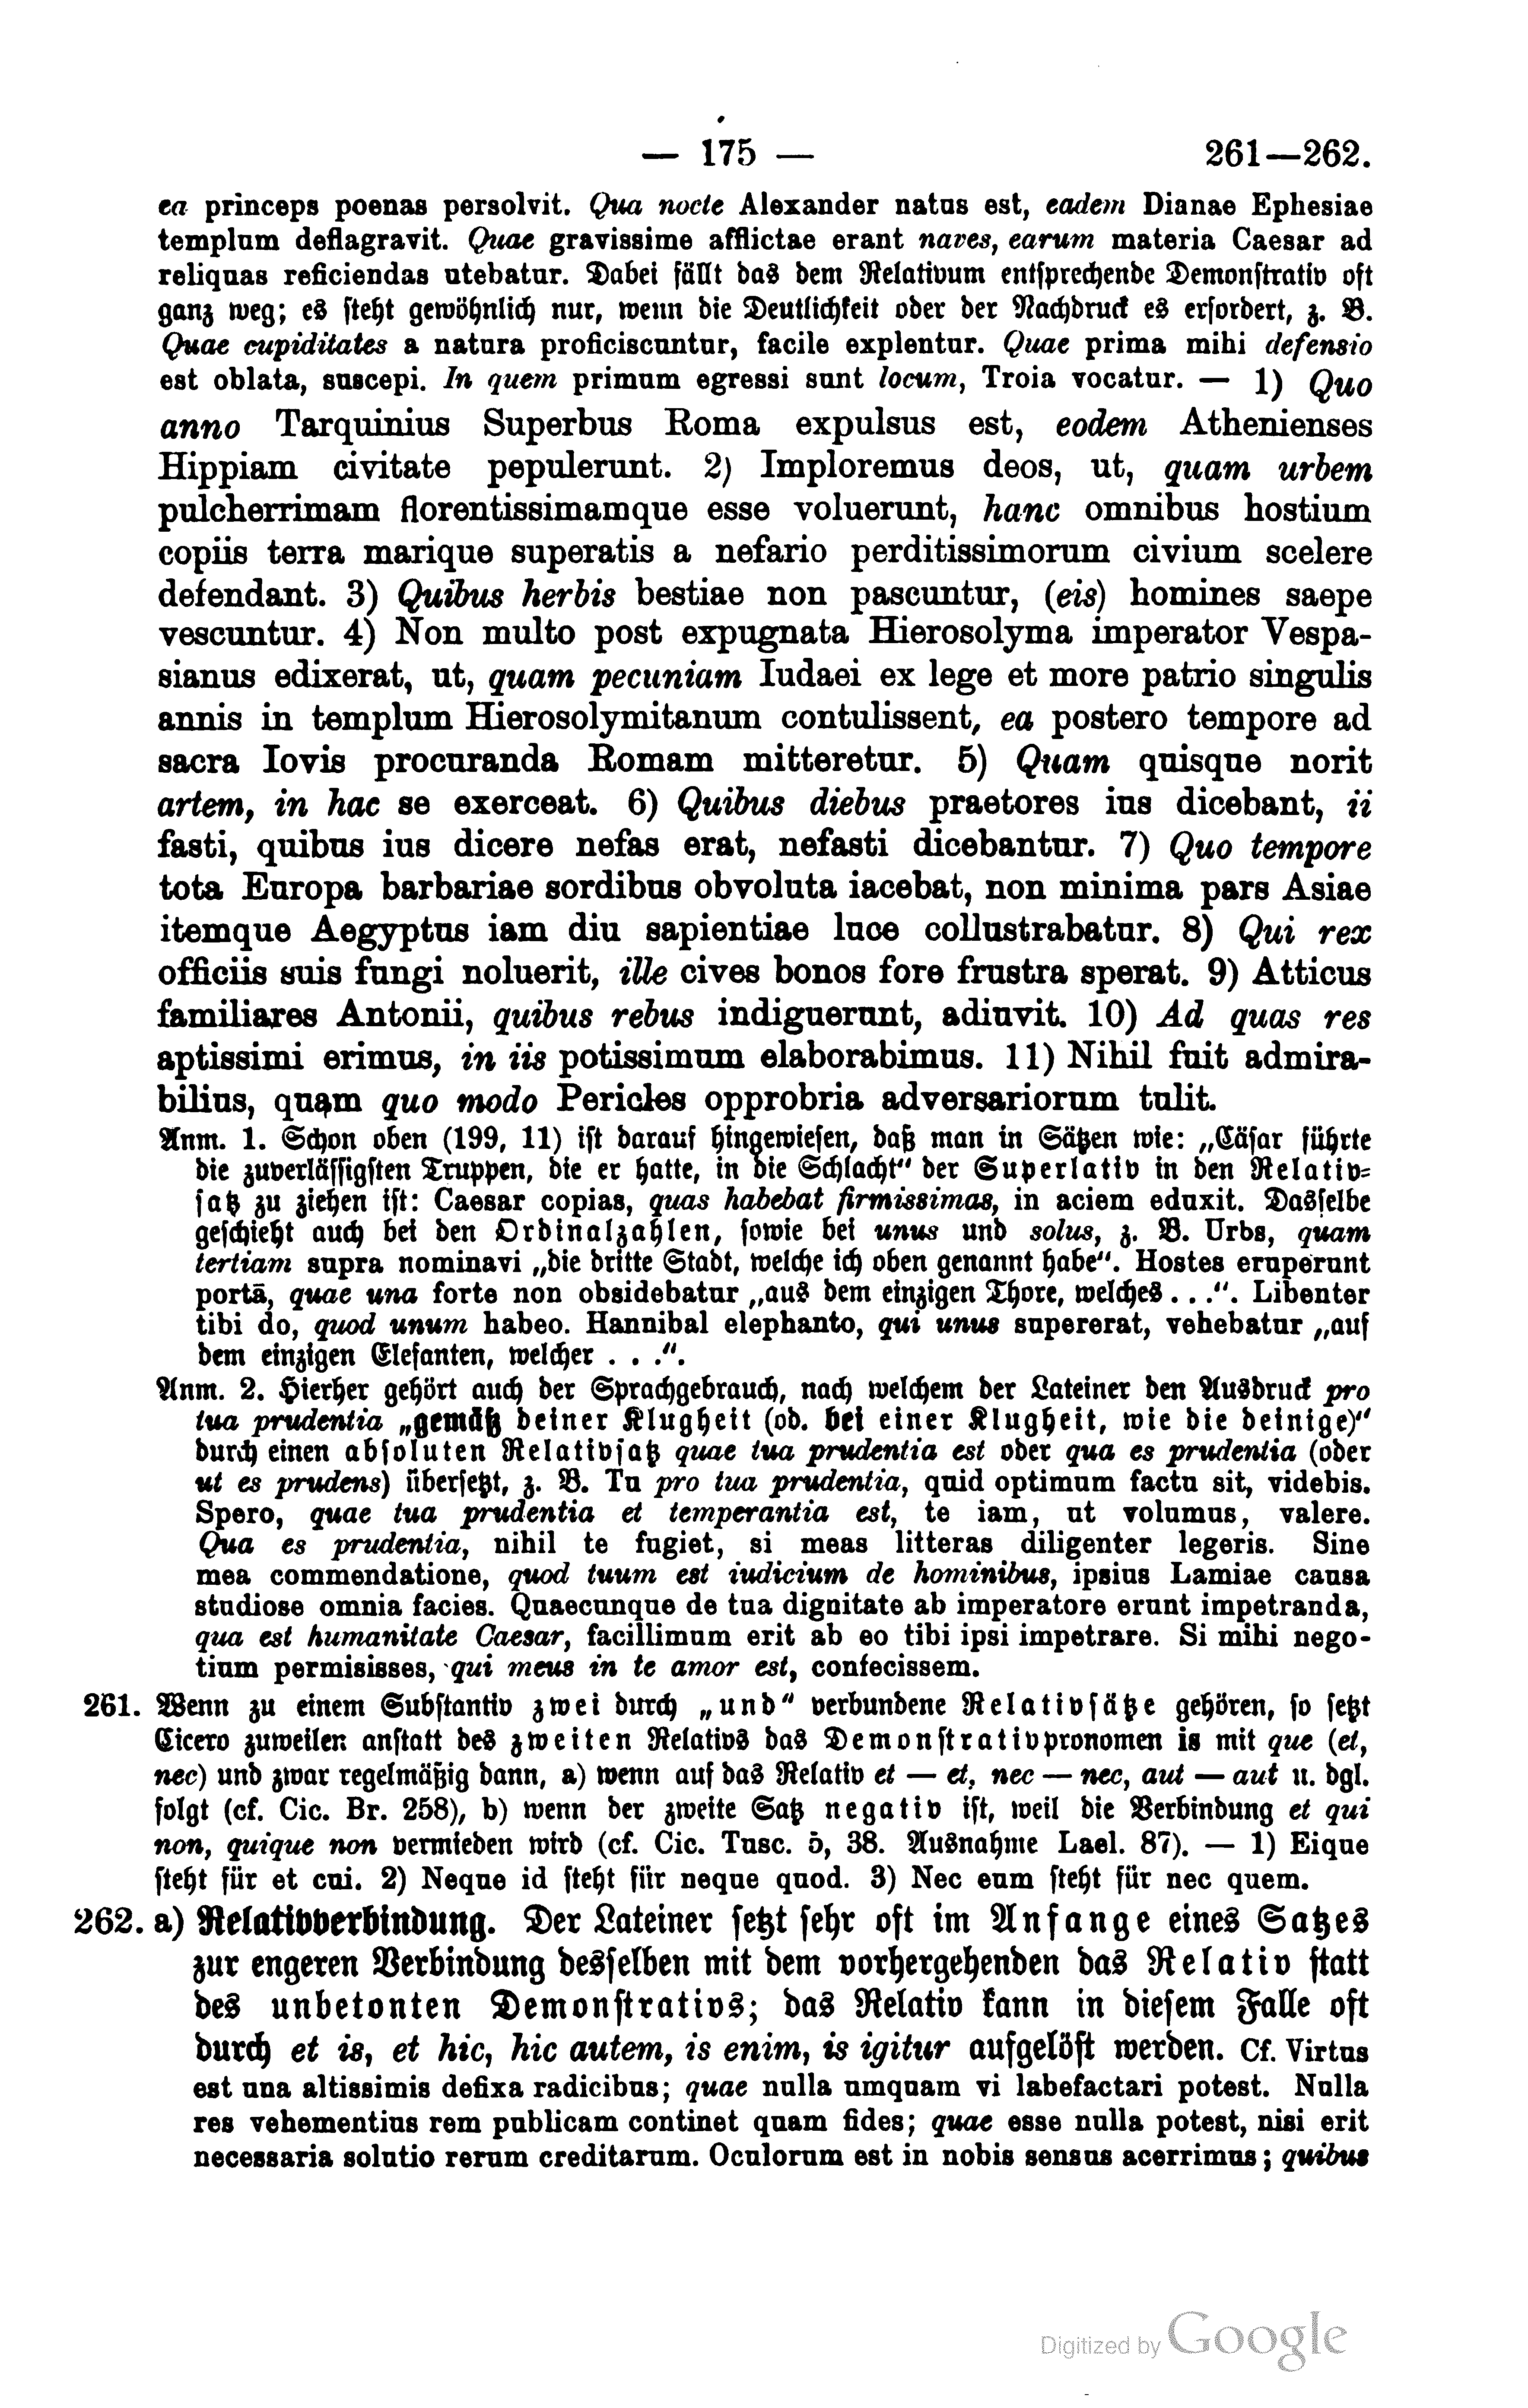 — 175 — 261—262.
ea princeps poenas persolvit. Qua nocte Alexander natus est, eadem Dianae Ephesiae
templum deflagravit. Quae gravissime afflictae erant naves, earum materia Caesar ad
reliquas reficiendas utebatur. Dabei fällt das dem Relativum entsprechende Demonstrativ oft
ganz weg; es steht gewöhnlich nur, wenn die Deutlichkeit oder der Nachdruck es erfordert, z. B.
Quae cupiditates a natura proficiscuntur, facile explentur. Quae prima mihi defensio
est oblata, suscepi. In quem primum egressi sunt locum, Troia vocatur. — 1) Quo
anno Tarquinius Superbus Roma expulsus est, eodem Athenienses
Hippiam civitate pepulerunt. 2) Imploremus deos, ut, quam urbem
pulcherrimam florentissimamque esse voluerunt, hanc omnibus hostium
copiis terra marique superatis a nefario perditissimorum civium scelere
defendant. 3) Quibus herbis bestiae non pascuntur, (eis) homines saepe
vescuntur. 4) Non multo post expugnata Hierosolyma imperator Vespa-
sianus edixerat, ut, quam pecuniam Iudaei ex lege et more patrio singulis
annis in templum Hierosolymitanum contulissent, ea postero tempore ad
sacra Iovis procuranda Romam mitteretur. 5) Quam quisque norit
artem, in hac se exerceat. 6) Quibus diebus praetores ius dicebant, ii
fasti, quibus ius dicere nefas erat, nefasti dicebantur. 7) Quo tempore
tota Europa barbariae sordibus obvoluta iacebat, non minima pars Asiae
itemque Aegyptus iam diu sapientiae luce collustrabatur. 8) Qui rex
officiis suis fungi noluerit, ille cives bonos fore frustra sperat. 9) Atticus
familiares Antonii, quibus rebus indiguerunt, adiuvit. 10) Ad quas res
aptissimi erimus, in iis potissimum elaborabimus. 11) Nihil fuit admira-
bilius, quam quo modo Pericles opprobria adversariorum tulit.
Anm. 1. Schon oben (199, 11) ist darauf hingewiesen, daß man in Sätzen wie: „Cäsar führte
die zuverlässigsten Truppen, die er hatte, in die Schlacht" der Superlativ in den Relativ-
satz zu ziehen ist: Caesar copias, quas habebat firmissimas, in aciem eduxit. Dasselbe
geschieht auch bei den Ordinalzahlen, sowie bei unus und solus, z. B. Urbs, quam
tertiam supra nominavi „die dritte Stadt, welche ich oben genannt habe". Hostes eruperunt
portā, quae una forte non obsidebatur „aus dem einzigen Thore, welches . . .". Libenter
tibi do, quod unum habeo. Hannibal elephanto, qui unus supererat, vehebatur „auf
dem einzigen Elefanten, welcher . . .".
Anm. 2. Hierher gehört auch der Sprachgebrauch, nach welchem der Lateiner den Ausdruck pro
tua prudentia „gemäß deiner Klugheit (od. bei einer Klugheit, wie die deinige)"
durch einen absoluten Relativsatz quae tua prudentia est oder qua es prudentia (oder
ut es prudens) übersetzt, z. B. Tu pro tua prudentia, quid optimum factu sit, videbis.
Spero, quae tua prudentia et temperantia est, te iam, ut volumus, valere.
Qua es prudentia, nihil te fugiet, si meas litteras diligenter legeris. Sine
mea commendatione, quod tuum est iudicium de hominibus, ipsius Lamiae causa
studiose omnia facies. Quaecunque de tua dignitate ab imperatore erunt impetranda,
qua est humanitate Caesar, facillimum erit ab eo tibi ipsi impetrare. Si mihi nego-
tium permisisses, qui meus in te amor est, confecissem.
261. Wenn zu einem Substantiv zwei durch „und" verbundene Relativsätze gehören, so setzt
Cicero zuweilen anstatt des zweiten Relativs das Demonstrativpronomen is mit que (et,
nec) und zwar regelmäßig dann, a) wenn auf das Relativ et — et, nec — nec, aut — aut u. dgl.
folgt (cf. Cic. Br. 258), b) wenn der zweite Satz negativ ist, weil die Verbindung et qui
non, quique non vermieden wird (cf. Cic. Tusc. 5, 38. Ausnahme Lael. 87). — 1) Eique
steht für et cui. 2) Neque id steht für neque quod. 3) Nec eum steht für nec quem.
262. a) Relativverbindung. Der Lateiner setzt sehr oft im Anfange eines Satzes
zur engeren Verbindung desselben mit dem vorhergehenden das Relativ statt
des unbetonten Demonstrativs; das Relativ kann in diesem Falle oft
durch et is, et hic, hic autem, is enim, is igitur aufgelöst werden. Cf. Virtus
est una altissimis defixa radicibus; quae nulla umquam vi labefactari potest. Nulla
res vehementius rem publicam continet quam fides; quae esse nulla potest, nisi erit
necessaria solutio rerum creditarum. Oculorum est in nobis sensus acerrimus; quibus
Digitized by Google